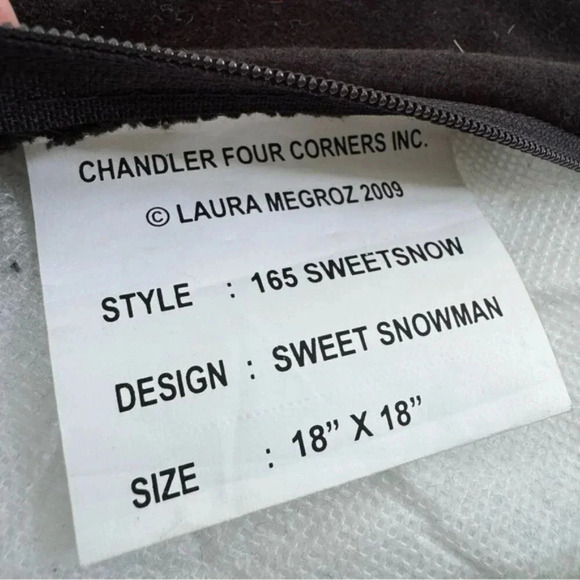 CHANDLER FOUR CORNERS INC.
© LAURA MEGROZ 2009
STYLE : 165 SWEETSNOW
DESIGN : SWEET SNOWMAN
SIZE : 18” X 18”